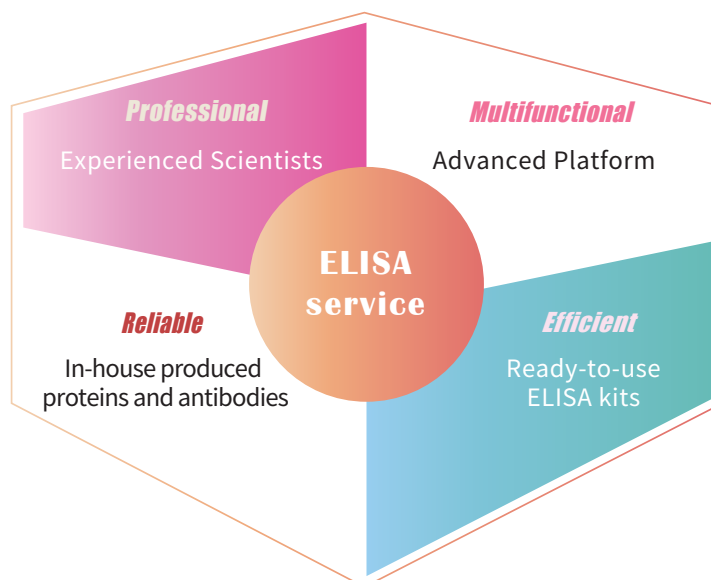 Professional
Experienced Scientists
Multifunctional
Advanced Platform
ELISA
service
Reliable
In-house produced
proteins and antibodies
Efficient
Ready-to-use
ELISA kits